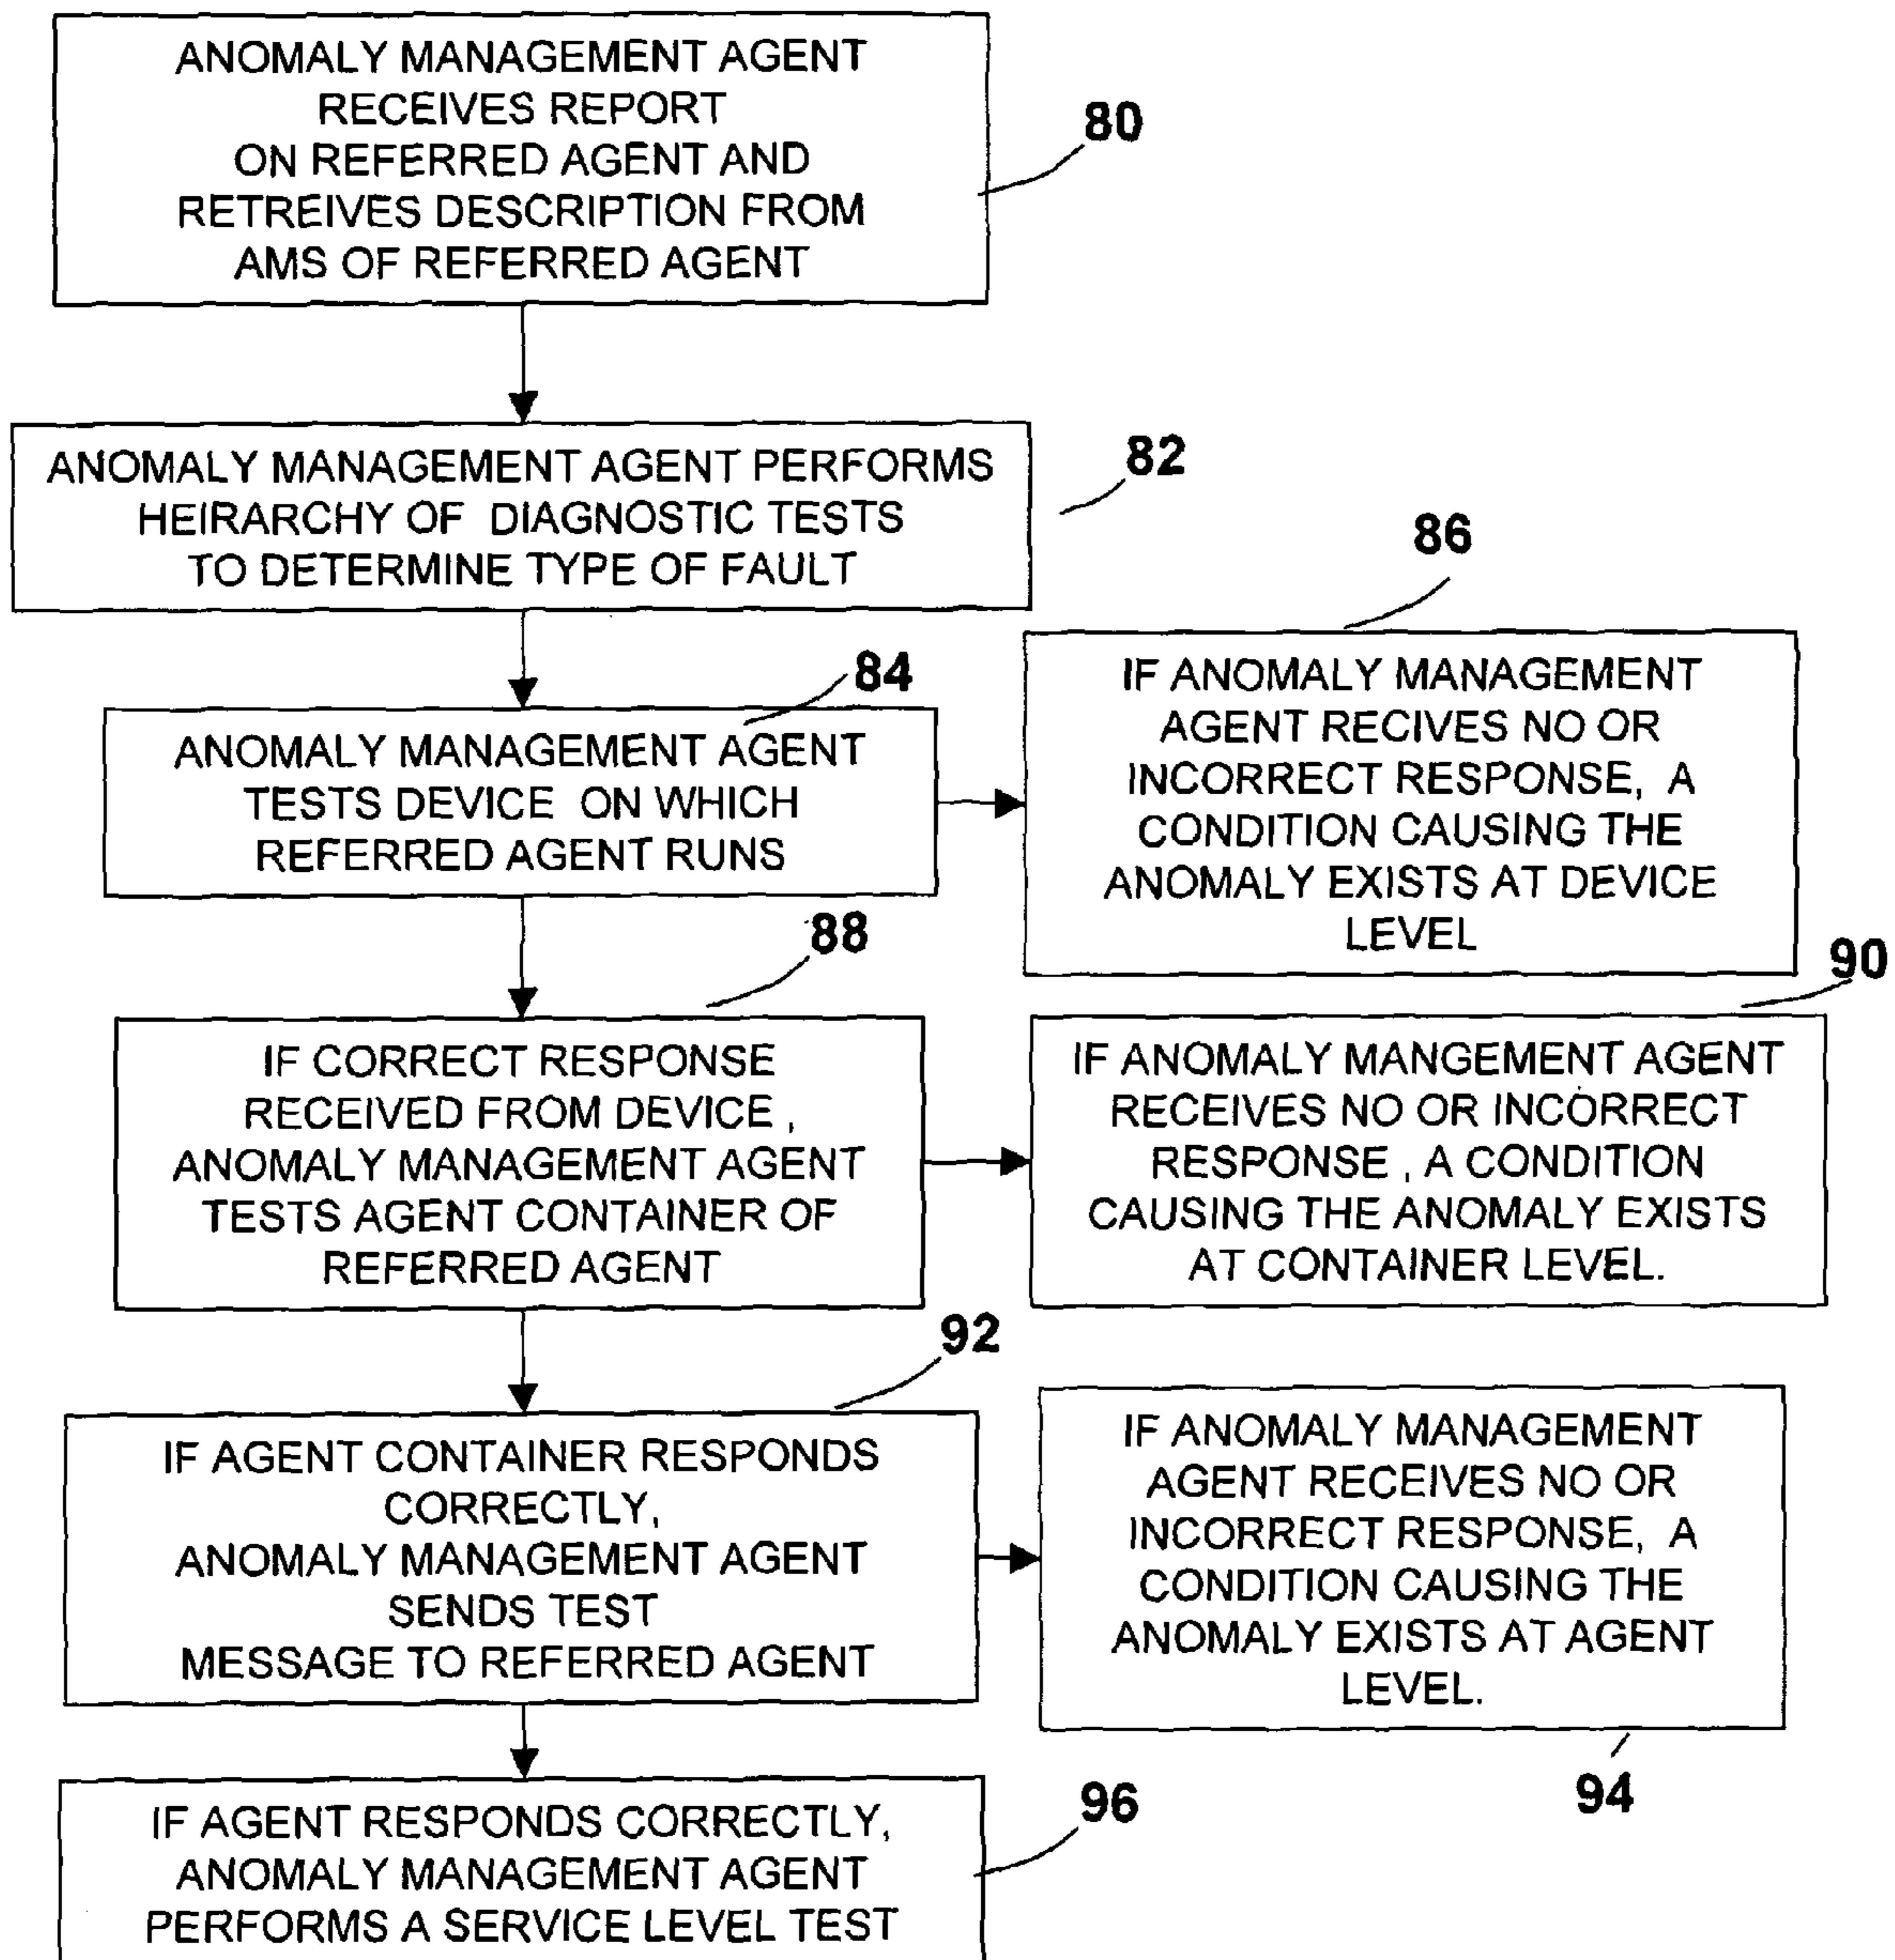 ANOMALY MANAGEMENT AGENT
RECEIVES REPORT
ON REFERRED AGENT AND
RETREIVES DESCRIPTION FROM
AMS OF REFERRED AGENT
80
ANOMALY MANAGEMENT AGENT PERFORMS
HEIRARCHY OF DIAGNOSTIC TESTS
TO DETERMINE TYPE OF FAULT
82
84
ANOMALY MANAGEMENT AGENT
TESTS DEVICE ON WHICH
REFERRED AGENT RUNS
86
IF ANOMALY MANAGEMENT
AGENT RECIVES NO OR
INCORRECT RESPONSE, A
CONDITION CAUSING THE
ANOMALY EXISTS AT DEVICE
LEVEL
88
IF CORRECT RESPONSE
RECEIVED FROM DEVICE ,
ANOMALY MANAGEMENT AGENT
TESTS AGENT CONTAINER OF
REFERRED AGENT
90
IF ANOMALY MANGEMENT AGENT
RECEIVES NO OR INCORRECT
RESPONSE , A CONDITION
CAUSING THE ANOMALY EXISTS
AT CONTAINER LEVEL.
92
IF AGENT CONTAINER RESPONDS
CORRECTLY,
ANOMALY MANAGEMENT AGENT
SENDS TEST
MESSAGE TO REFERRED AGENT
IF ANOMALY MANAGEMENT
AGENT RECEIVES NO OR
INCORRECT RESPONSE, A
CONDITION CAUSING THE
ANOMALY EXISTS AT AGENT
LEVEL.
94
IF AGENT RESPONDS CORRECTLY,
ANOMALY MANAGEMENT AGENT
PERFORMS A SERVICE LEVEL TEST
96